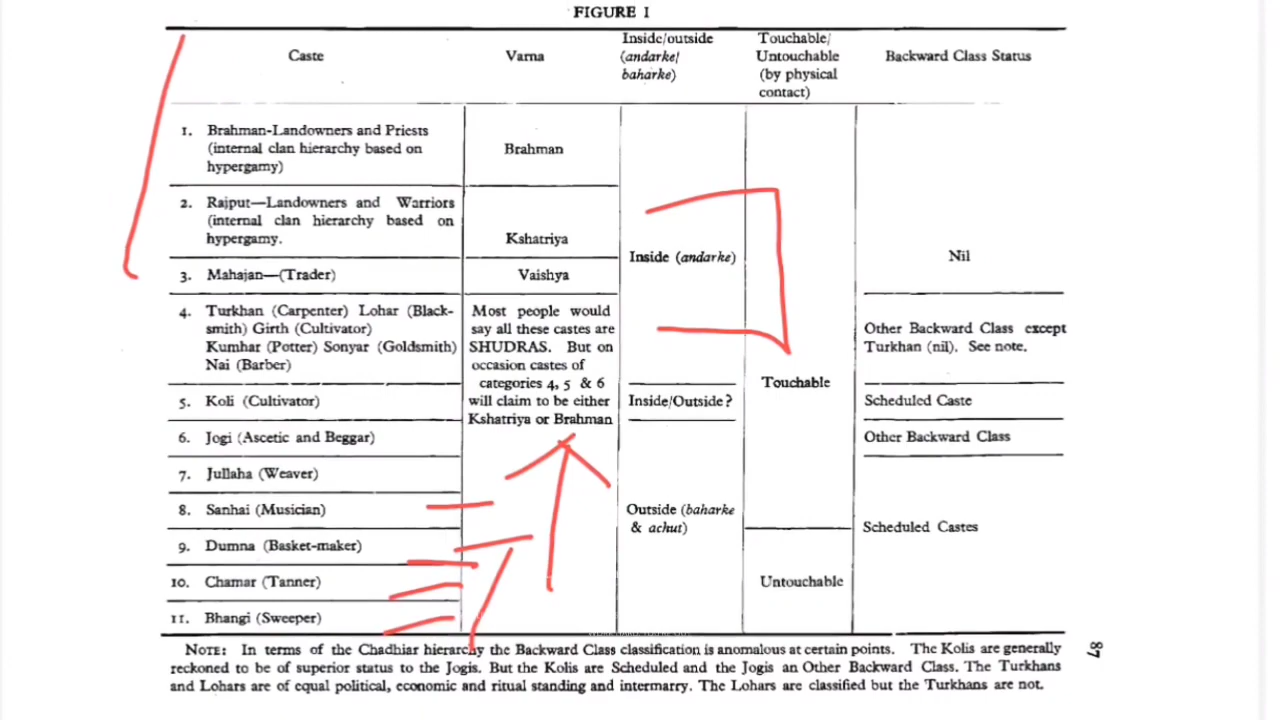 FIGURE I
Caste
Varna
Inside/outside
(andarke/
baharke)
Touchable/
Untouchable
(by physical
contact)
Backward Class Status
1. Brahman-Landowners and Priests
(internal clan hierarchy based on
hypergamy)
Brahman
2. Rajput—Landowners and Warriors
(internal clan hierarchy based on
hypergamy.
Kshatriya
3. Mahajan—(Trader)
Vaishya
Inside (andarke)
Nil
4. Turkhan (Carpenter) Lohar (Black-
smith) Girth (Cultivator)
Kumhar (Potter) Sonyar (Goldsmith)
Nai (Barber)
Most people would
say all these castes are
SHUDRAS. But on
occasion castes of
categories 4, 5 & 6
will claim to be either
Kshatriya or Brahman
Other Backward Class except
Turkhan (nil). See note.
Touchable
5. Koli (Cultivator)
Inside/Outside?
Scheduled Caste
6. Jogi (Ascetic and Beggar)
Other Backward Class
7. Jullaha (Weaver)
8. Sanhai (Musician)
Outside (baharke
& achut)
Scheduled Castes
9. Dumna (Basket-maker)
10. Chamar (Tanner)
Untouchable
11. Bhangi (Sweeper)
NOTE: In terms of the Chadhiar hierarchy the Backward Class classification is anomalous at certain points. The Kolis are generally
reckoned to be of superior status to the Jogis. But the Kolis are Scheduled and the Jogis an Other Backward Class. The Turkhans
and Lohars are of equal political, economic and ritual standing and intermarry. The Lohars are classified but the Turkhans are not.
87